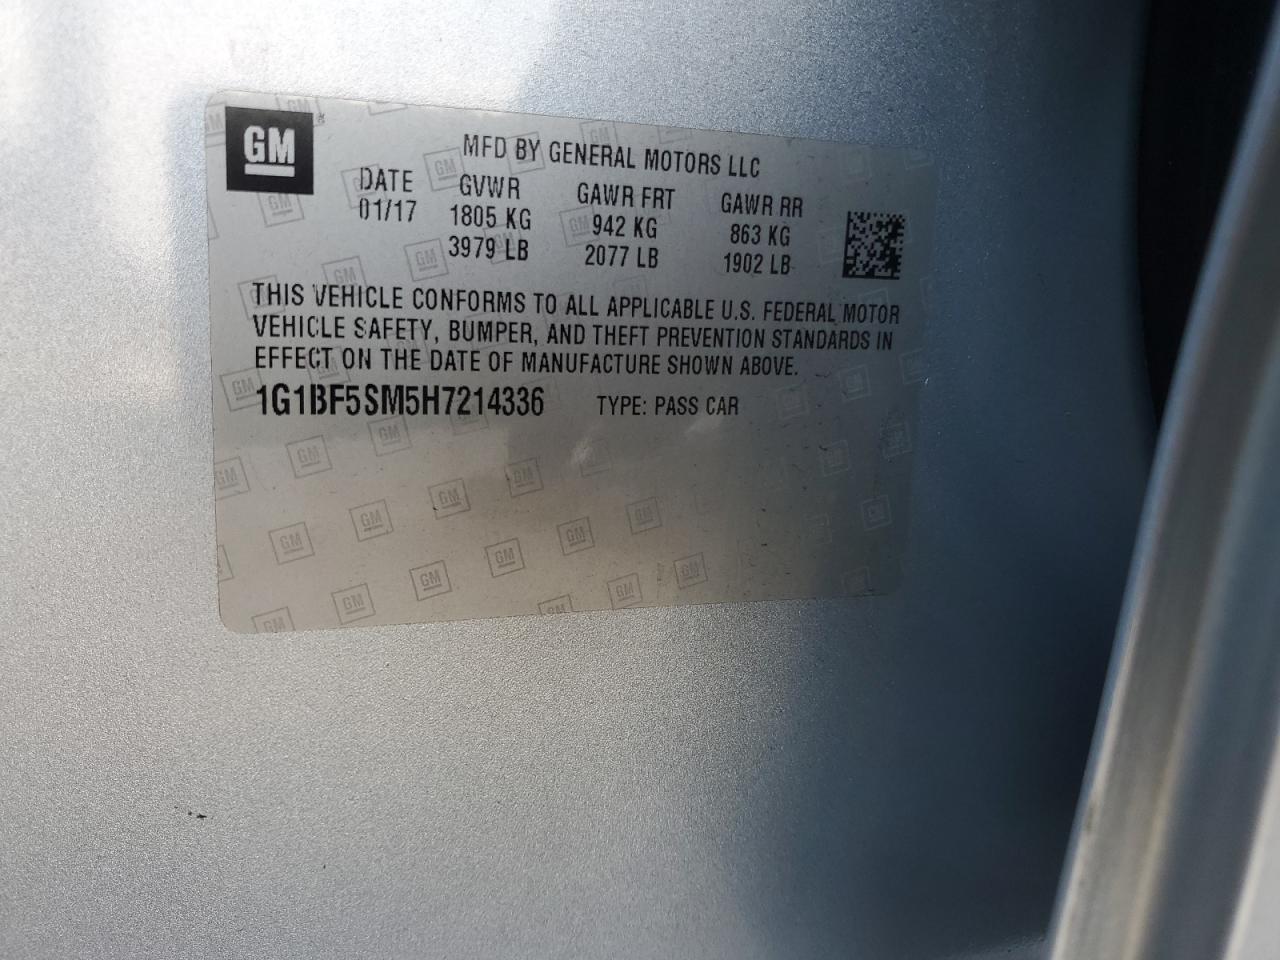 GM
MFD BY GENERAL MOTORS LLC
DATE GVWR GAWR FRT GAWR RR
01/17 1805 KG 942 KG 863 KG
3979 LB 2077 LB 1902 LB
THIS VEHICLE CONFORMS TO ALL APPLICABLE U.S. FEDERAL MOTOR
VEHICLE SAFETY, BUMPER, AND THEFT PREVENTION STANDARDS IN
EFFECT ON THE DATE OF MANUFACTURE SHOWN ABOVE.
1G1BF5SM5H7214336 TYPE: PASS CAR